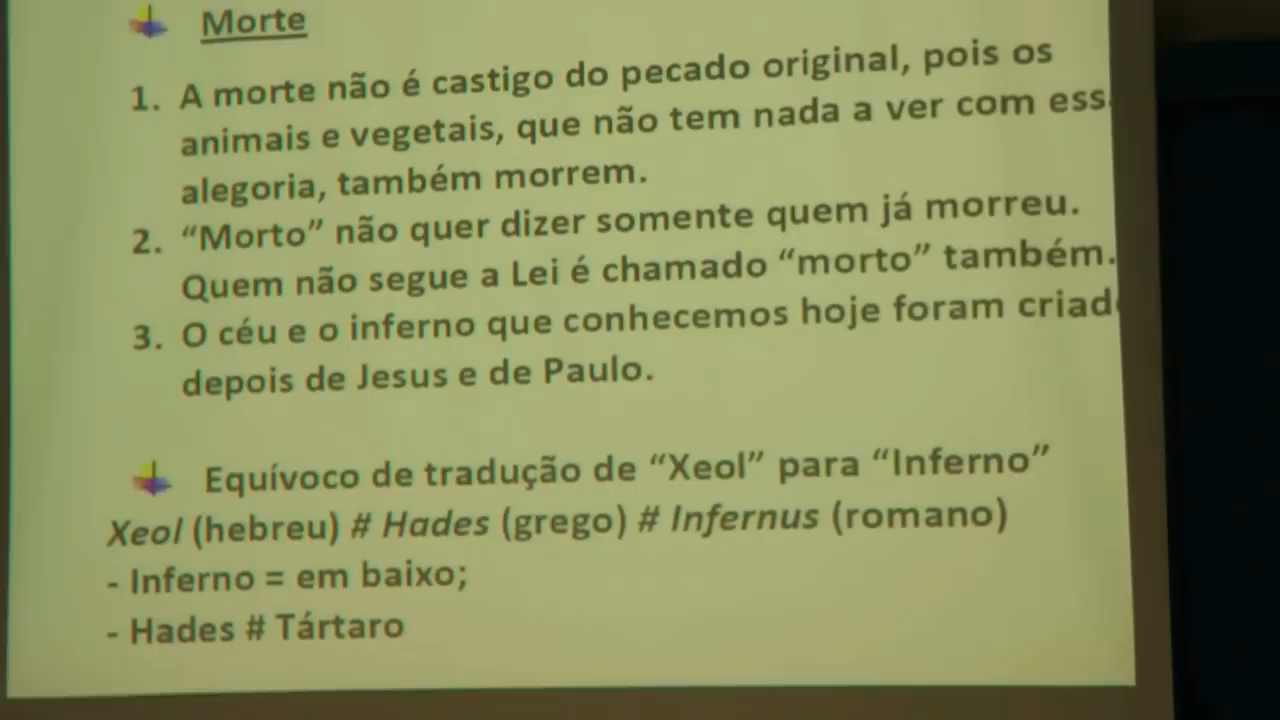 Morte
1. A morte não é castigo do pecado original, pois os
animais e vegetais, que não tem nada a ver com
alegoria, também morrem.
2. “Morto” não quer dizer somente quem já morreu.
Quem não segue a Lei é chamado “morto” também.
3. O céu e o inferno que conhecemos hoje foram
depois de Jesus e de Paulo.
Equívoco de tradução de “Xeol” para “Inferno”
Xeol (hebreu) # Hades (grego) # Infernus (romano)
- Inferno = em baixo;
- Hades # Tártaro